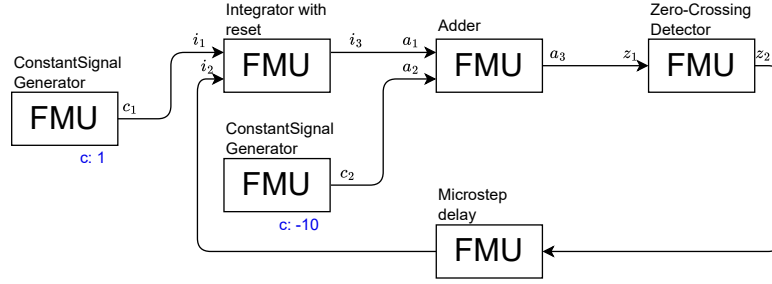 Integrator with
reset
FMU
i₁
i₂
i₃
Adder
FMU
a₁
a₂
a₃
Zero-Crossing
Detector
FMU
z₁
z₂
ConstantSignal
Generator
FMU
c₁
c: 1
ConstantSignal
Generator
FMU
c₂
c: -10
Microstep
delay
FMU